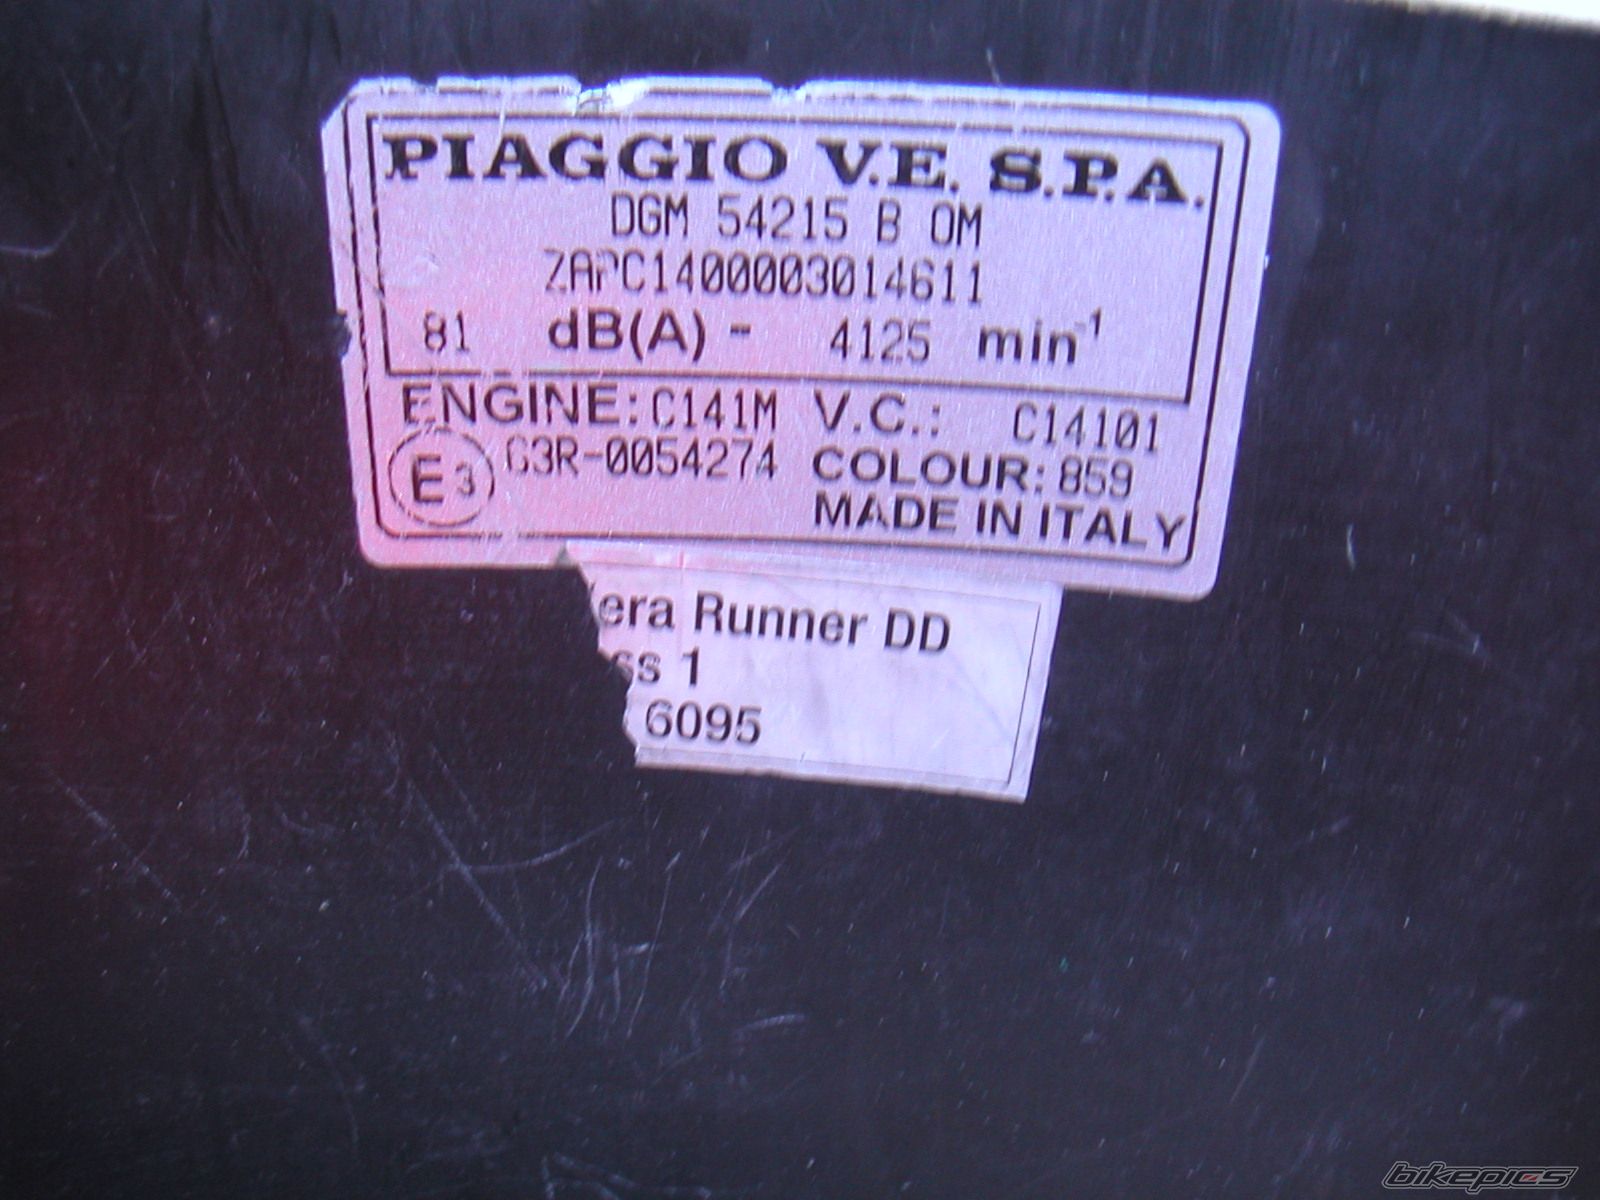 PIAGGIO V.E. S.P.A.
DGM 54215 B OM
ZAPC1400003014611
81 dB(A) - 4125 min-1
ENGINE: C141M V.C.: C14101
E3 G3R-0054274 COLOUR: 859
MADE IN ITALY
era Runner DD
ss 1
6095
bikepics